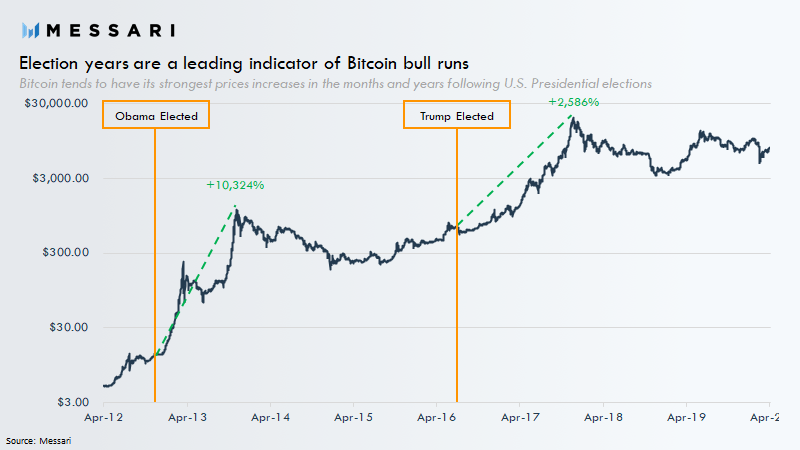 MESSARI
Election years are a leading indicator of Bitcoin bull runs
Bitcoin tends to have its strongest prices increases in the months and years following U.S. Presidential elections
$30,000.00
Obama Elected
Trump Elected
+2,586%
$3,000.00
+10,324%
$300.00
$30.00
$3.00
Apr-12
Apr-13
Apr-14
Apr-15
Apr-16
Apr-17
Apr-18
Apr-19
Apr-2
Source: Messari